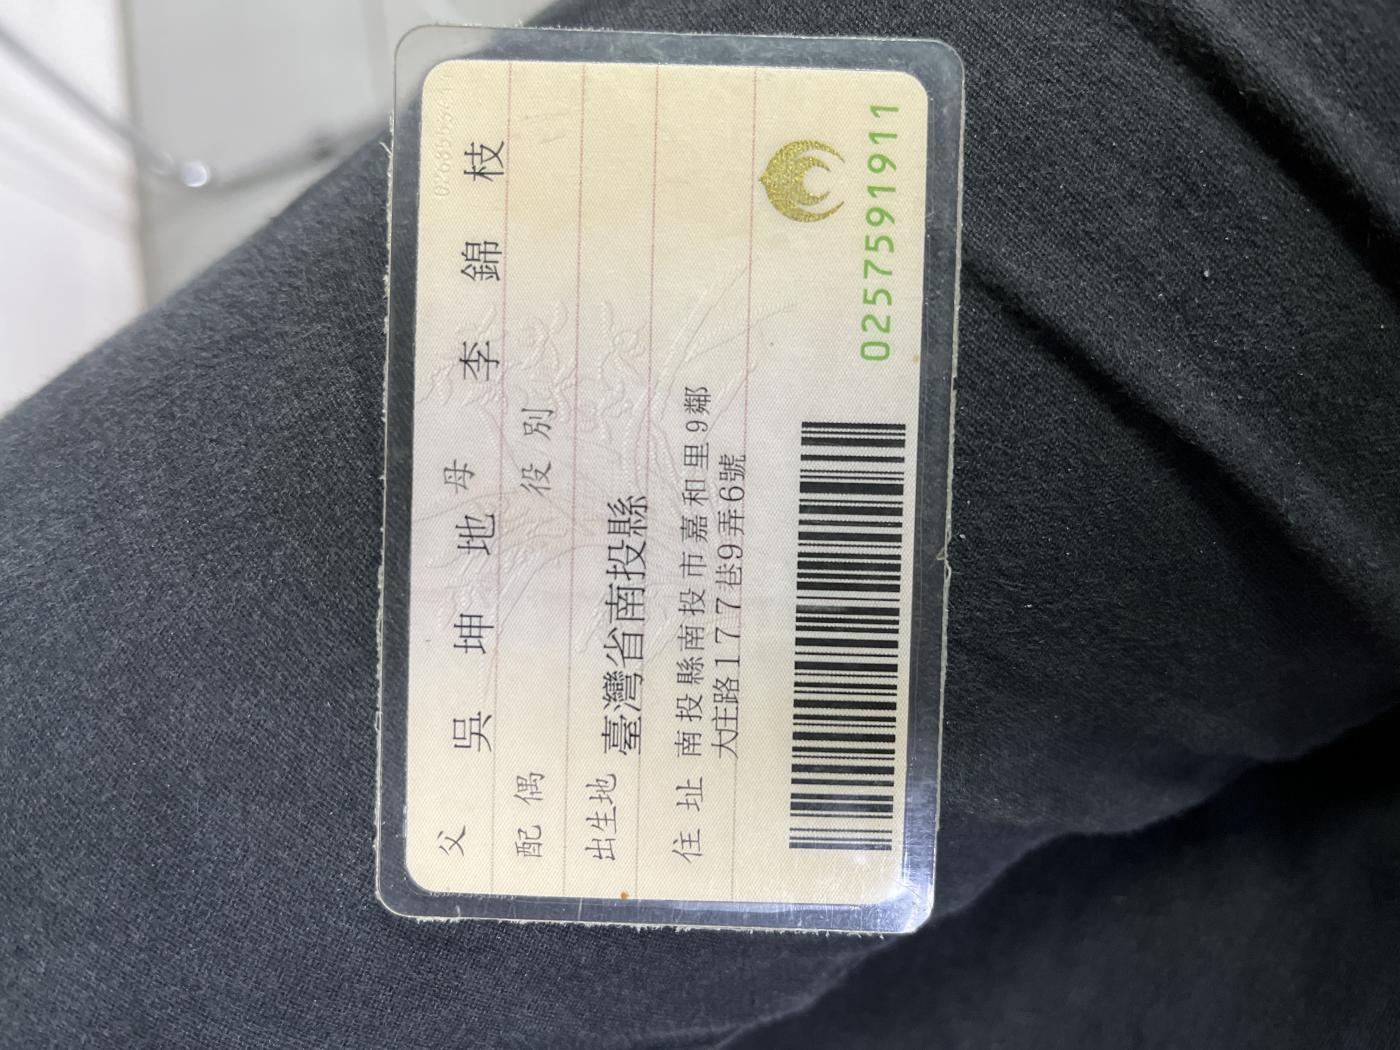 父 吳坤地 母 李錦枝
配偶 役別
出生地 臺灣省南投縣
住址 南投縣南投市嘉和里9鄰
大庄路177巷9弄6號
0257591911